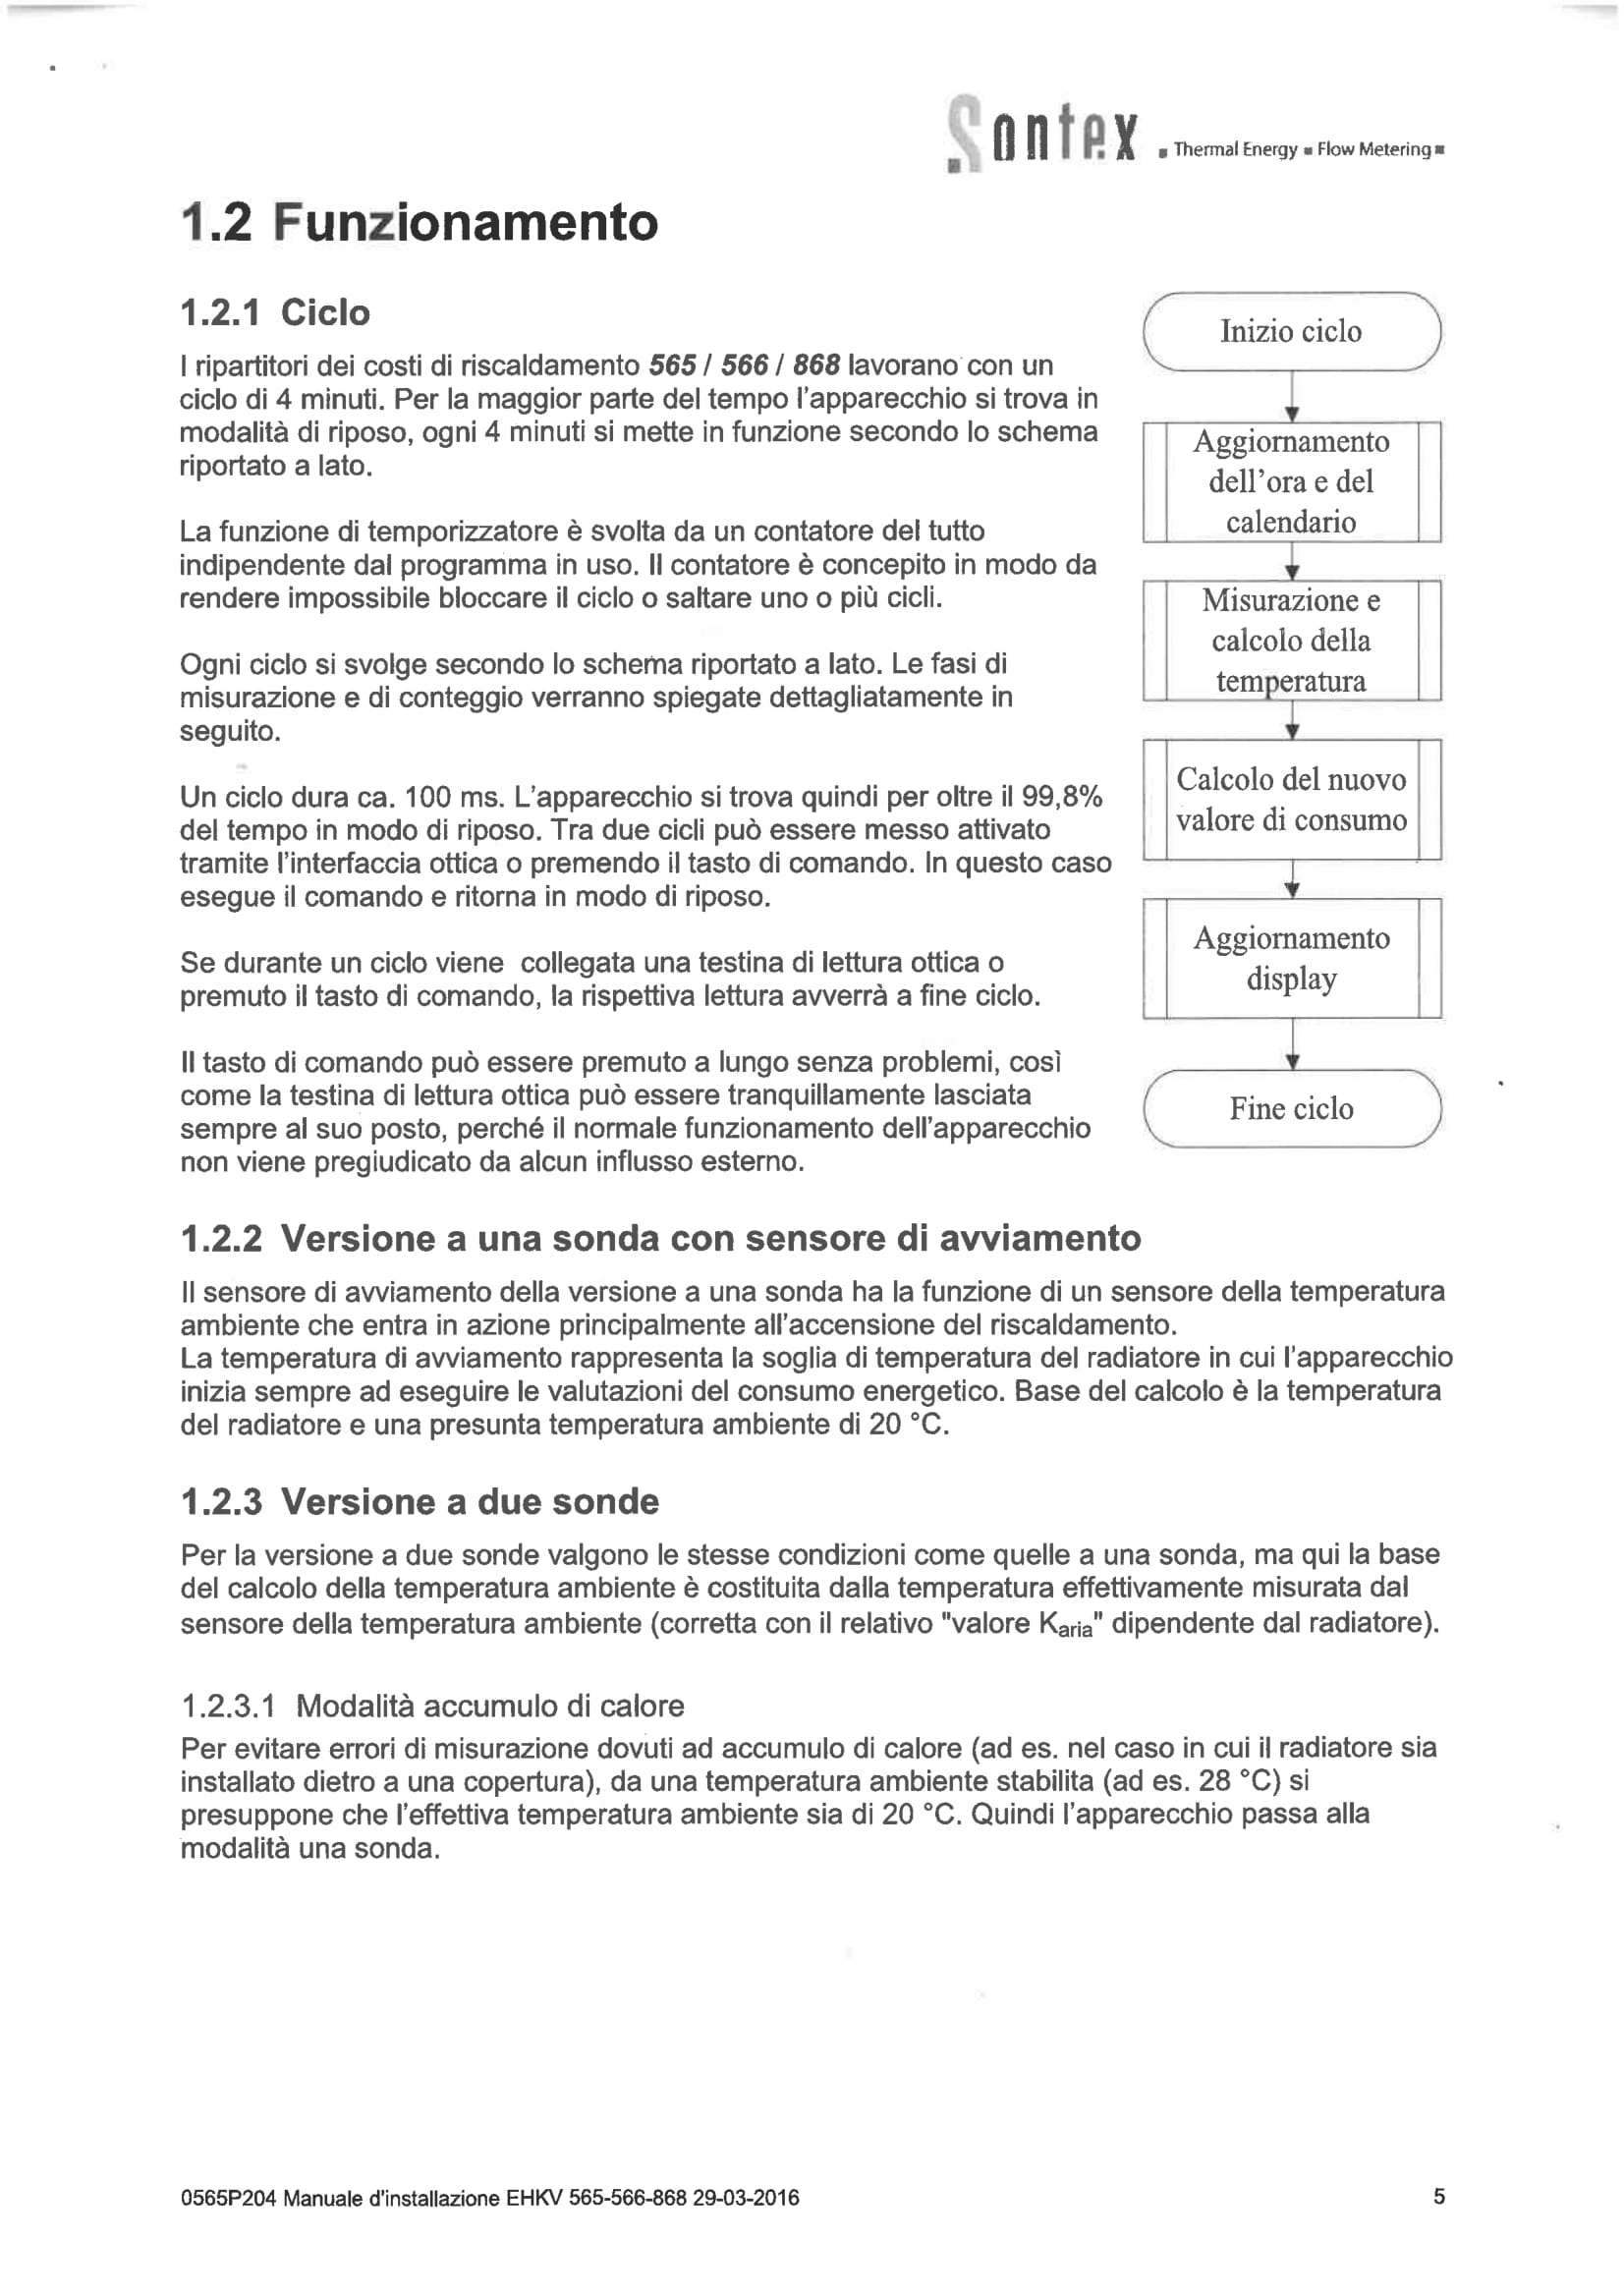 Sontex ▪ Thermal Energy ▪ Flow Metering ▪
1.2 Funzionamento
1.2.1 Ciclo
I ripartitori dei costi di riscaldamento 565 / 566 / 868 lavorano con un
ciclo di 4 minuti. Per la maggior parte del tempo l'apparecchio si trova in
modalità di riposo, ogni 4 minuti si mette in funzione secondo lo schema
riportato a lato.
La funzione di temporizzatore è svolta da un contatore del tutto
indipendente dal programma in uso. Il contatore è concepito in modo da
rendere impossibile bloccare il ciclo o saltare uno o più cicli.
Ogni ciclo si svolge secondo lo schema riportato a lato. Le fasi di
misurazione e di conteggio verranno spiegate dettagliatamente in
seguito.
Un ciclo dura ca. 100 ms. L'apparecchio si trova quindi per oltre il 99,8%
del tempo in modo di riposo. Tra due cicli può essere messo attivato
tramite l'interfaccia ottica o premendo il tasto di comando. In questo caso
esegue il comando e ritorna in modo di riposo.
Se durante un ciclo viene collegata una testina di lettura ottica o
premuto il tasto di comando, la rispettiva lettura avverrà a fine ciclo.
Il tasto di comando può essere premuto a lungo senza problemi, così
come la testina di lettura ottica può essere tranquillamente lasciata
sempre al suo posto, perché il normale funzionamento dell'apparecchio
non viene pregiudicato da alcun influsso esterno.
Inizio ciclo
Aggiornamento
dell'ora e del
calendario
Misurazione e
calcolo della
temperatura
Calcolo del nuovo
valore di consumo
Aggiornamento
display
Fine ciclo
1.2.2 Versione a una sonda con sensore di avviamento
Il sensore di avviamento della versione a una sonda ha la funzione di un sensore della temperatura
ambiente che entra in azione principalmente all'accensione del riscaldamento.
La temperatura di avviamento rappresenta la soglia di temperatura del radiatore in cui l'apparecchio
inizia sempre ad eseguire le valutazioni del consumo energetico. Base del calcolo è la temperatura
del radiatore e una presunta temperatura ambiente di 20 °C.
1.2.3 Versione a due sonde
Per la versione a due sonde valgono le stesse condizioni come quelle a una sonda, ma qui la base
del calcolo della temperatura ambiente è costituita dalla temperatura effettivamente misurata dal
sensore della temperatura ambiente (corretta con il relativo "valore Karia" dipendente dal radiatore).
1.2.3.1 Modalità accumulo di calore
Per evitare errori di misurazione dovuti ad accumulo di calore (ad es. nel caso in cui il radiatore sia
installato dietro a una copertura), da una temperatura ambiente stabilita (ad es. 28 °C) si
presuppone che l'effettiva temperatura ambiente sia di 20 °C. Quindi l'apparecchio passa alla
modalità una sonda.
0565P204 Manuale d'installazione EHKV 565-566-868 29-03-2016 5